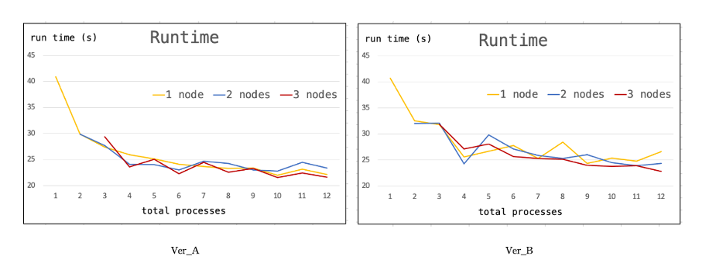 run time (s)
Runtime
45
40
35
30
25
20
1 node
2 nodes
3 nodes
1 2 3 4 5 6 7 8 9 10 11 12
total processes
Ver_A
run time (s)
Runtime
45
40
35
30
25
20
1 node
2 nodes
3 nodes
1 2 3 4 5 6 7 8 9 10 11 12
total processes
Ver_B